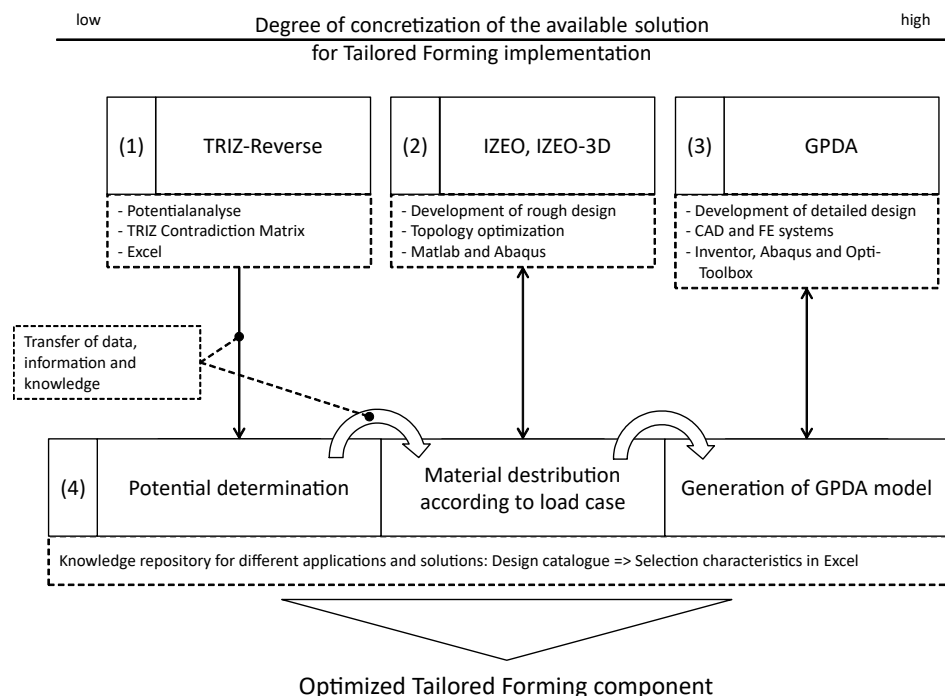 low
Degree of concretization of the available solution
high
for Tailored Forming implementation
(1)
TRIZ-Reverse
(2)
IZEO, IZEO-3D
(3)
GPDA
- Potentialanalyse
- TRIZ Contradiction Matrix
- Excel
- Development of rough design
- Topology optimization
- Matlab and Abaqus
- Development of detailed design
- CAD and FE systems
- Inventor, Abaqus and Opti-
Toolbox
Transfer of data,
information and
knowledge
(4)
Potential determination
Material destribution
according to load case
Generation of GPDA model
Knowledge repository for different applications and solutions: Design catalogue => Selection characteristics in Excel
Optimized Tailored Forming component